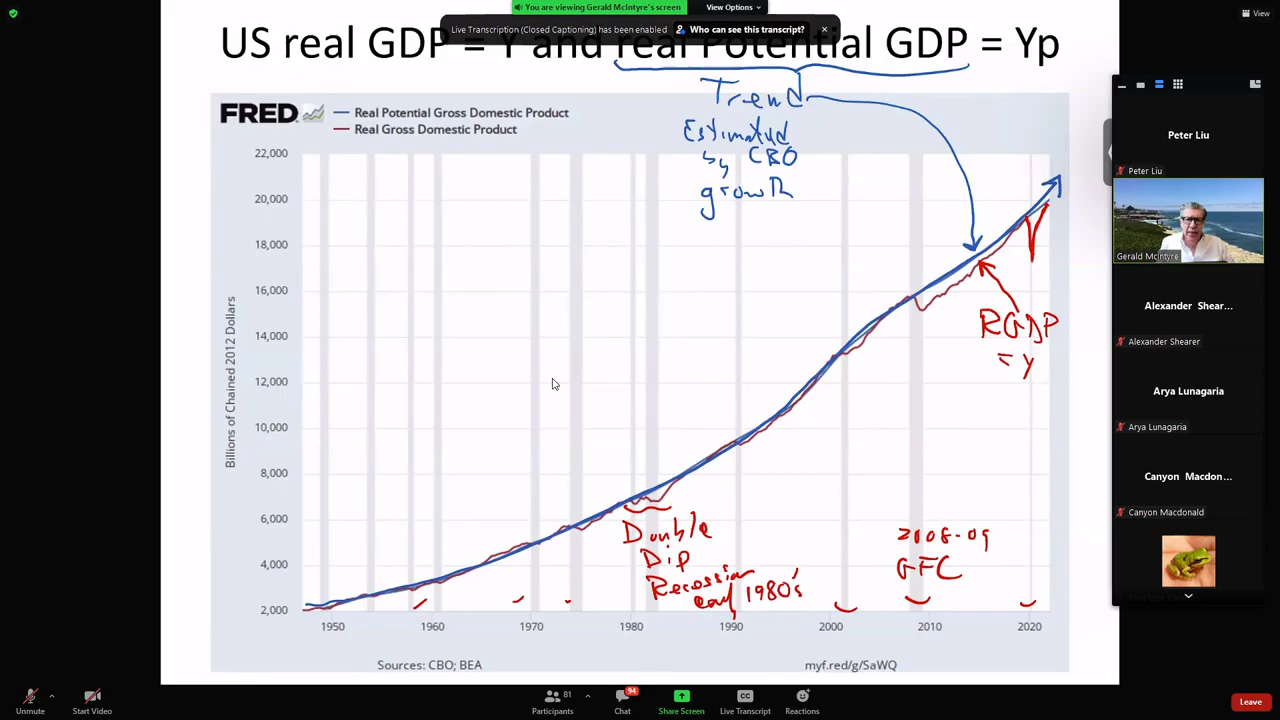 You are viewing Gerald McIntyre's screen
View Options
View
Live Transcription (Closed Captioning) has been enabled
Who can see this transcript?
US real GDP = Y and real Potential GDP = Yp
Trend
Estimated
by CBO
growth
FRED
Real Potential Gross Domestic Product
Real Gross Domestic Product
22,000
20,000
18,000
16,000
14,000
12,000
10,000
8,000
6,000
4,000
2,000
Billions of Chained 2012 Dollars
RGDP
= Y
Double
Dip
Recession
early 1980's
2008-09
GFC
1950
1960
1970
1980
1990
2000
2010
2020
Sources: CBO; BEA
myf.red/g/SaWQ
Peter Liu
Peter Liu
Gerald McIntyre
Alexander Shear...
Alexander Shearer
Arya Lunagaria
Arya Lunagaria
Canyon Macdon...
Canyon Macdonald
Unmute
Start Video
Participants
81
Chat
94
Share Screen
Live Transcript
Reactions
Leave